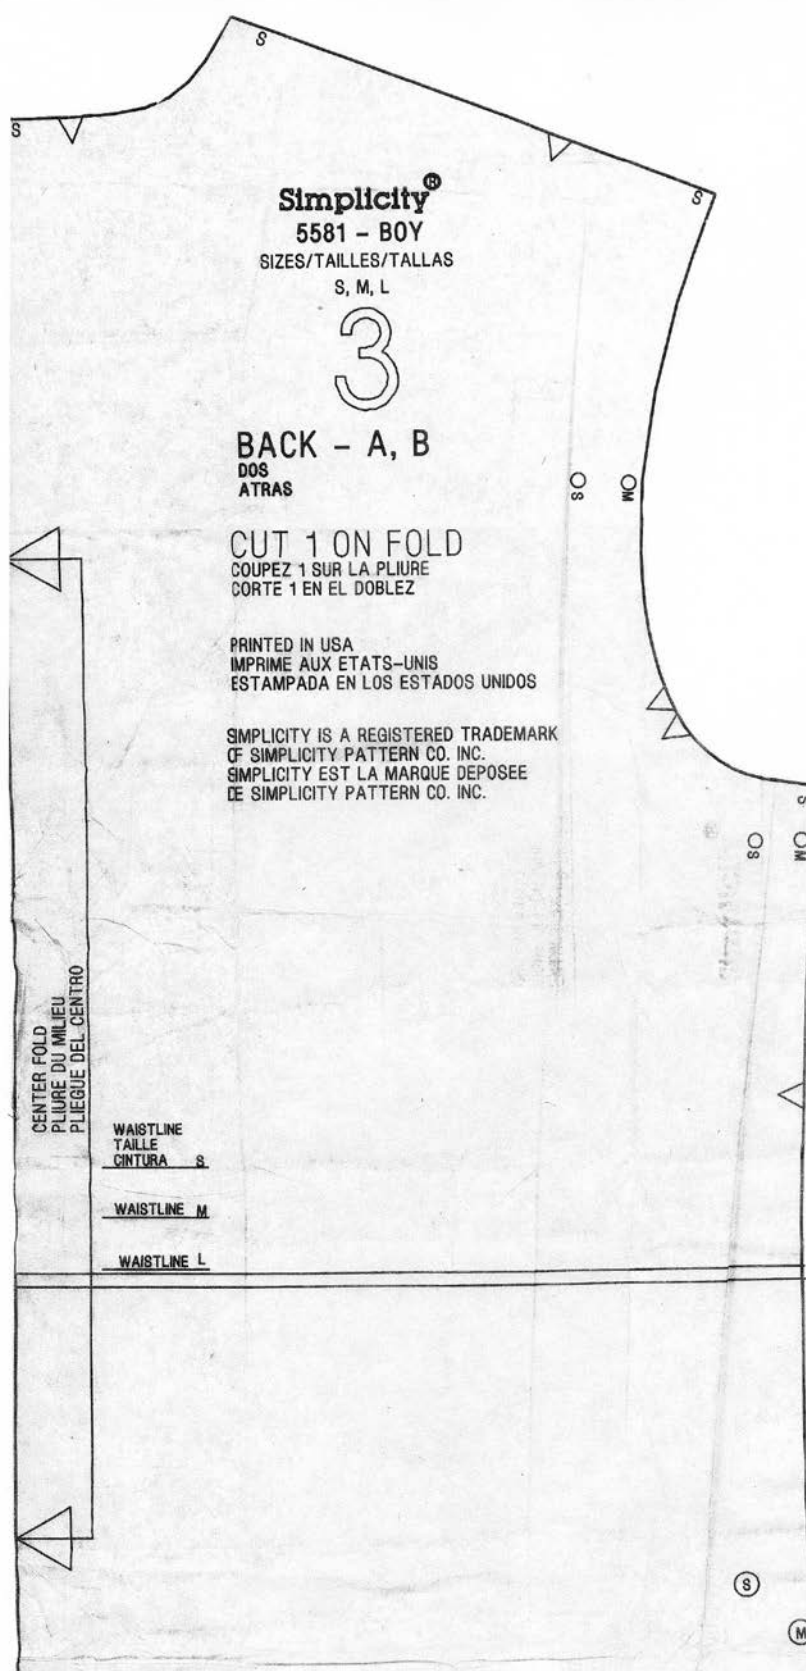 S
S
S
Simplicity®
5581 - BOY
SIZES/TAILLES/TALLAS
S, M, L
3
BACK - A, B
DOS
ATRAS
S
M
CUT 1 ON FOLD
COUPEZ 1 SUR LA PLIURE
CORTE 1 EN EL DOBLEZ
PRINTED IN USA
IMPRIME AUX ETATS-UNIS
ESTAMPADA EN LOS ESTADOS UNIDOS
SIMPLICITY IS A REGISTERED TRADEMARK
OF SIMPLICITY PATTERN CO. INC.
SIMPLICITY EST LA MARQUE DEPOSEE
DE SIMPLICITY PATTERN CO. INC.
S
S
M
CENTER FOLD
PLIURE DU MILIEU
PLIEGUE DEL CENTRO
WAISTLINE
TAILLE
CINTURA S
WAISTLINE M
WAISTLINE L
S
M